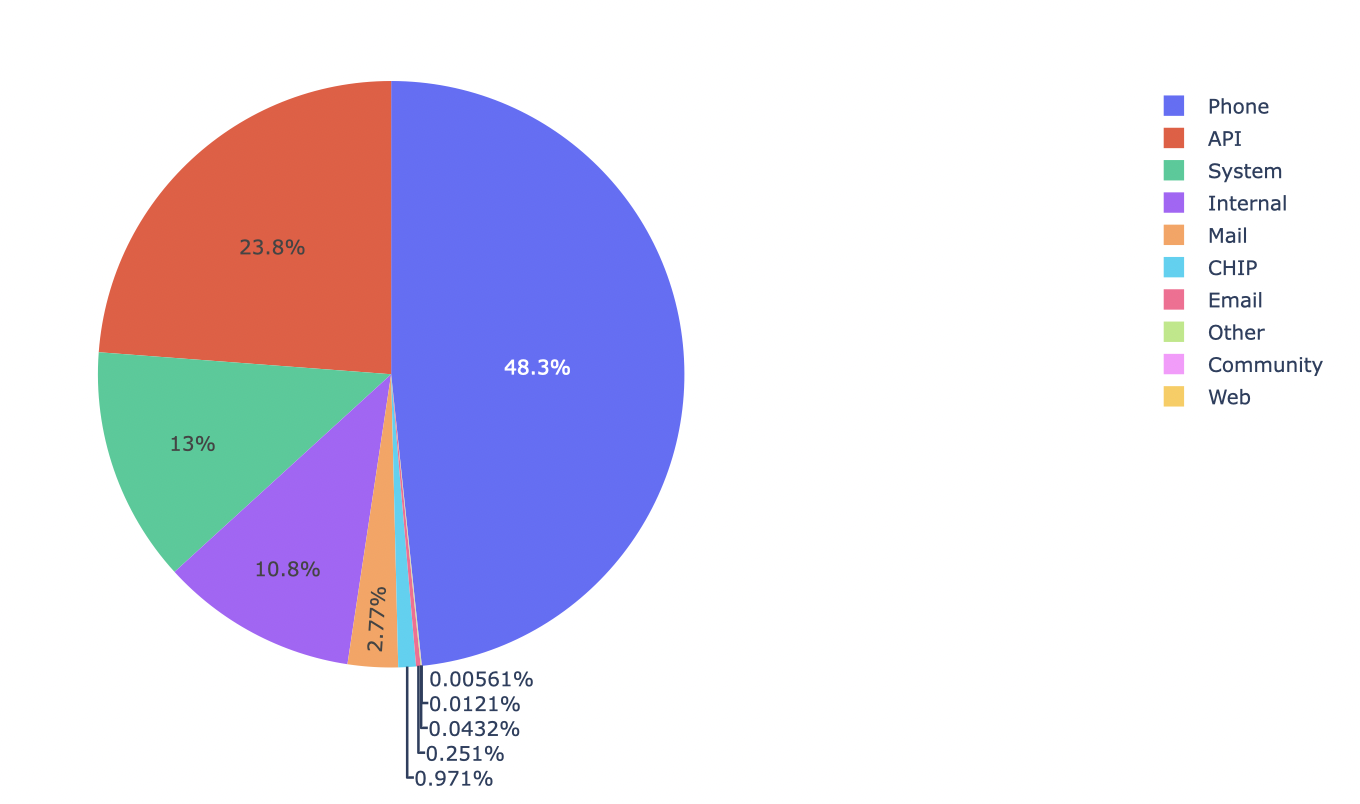 23.8%
48.3%
13%
10.8%
2.77%
0.00561%
0.0121%
0.0432%
0.251%
0.971%
Phone
API
System
Internal
Mail
CHIP
Email
Other
Community
Web